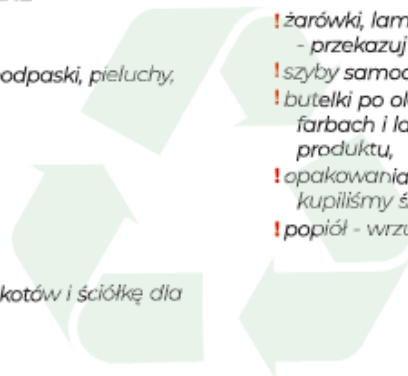 podpaski, pieluchy,
kotów i ściółkę dla
! żarówki, lam
- przekazuj
! szyby samoc
! butelki po ol
farbach i la
produktu,
! opakowania
kupiliśmy ś
! popiół - wrzu